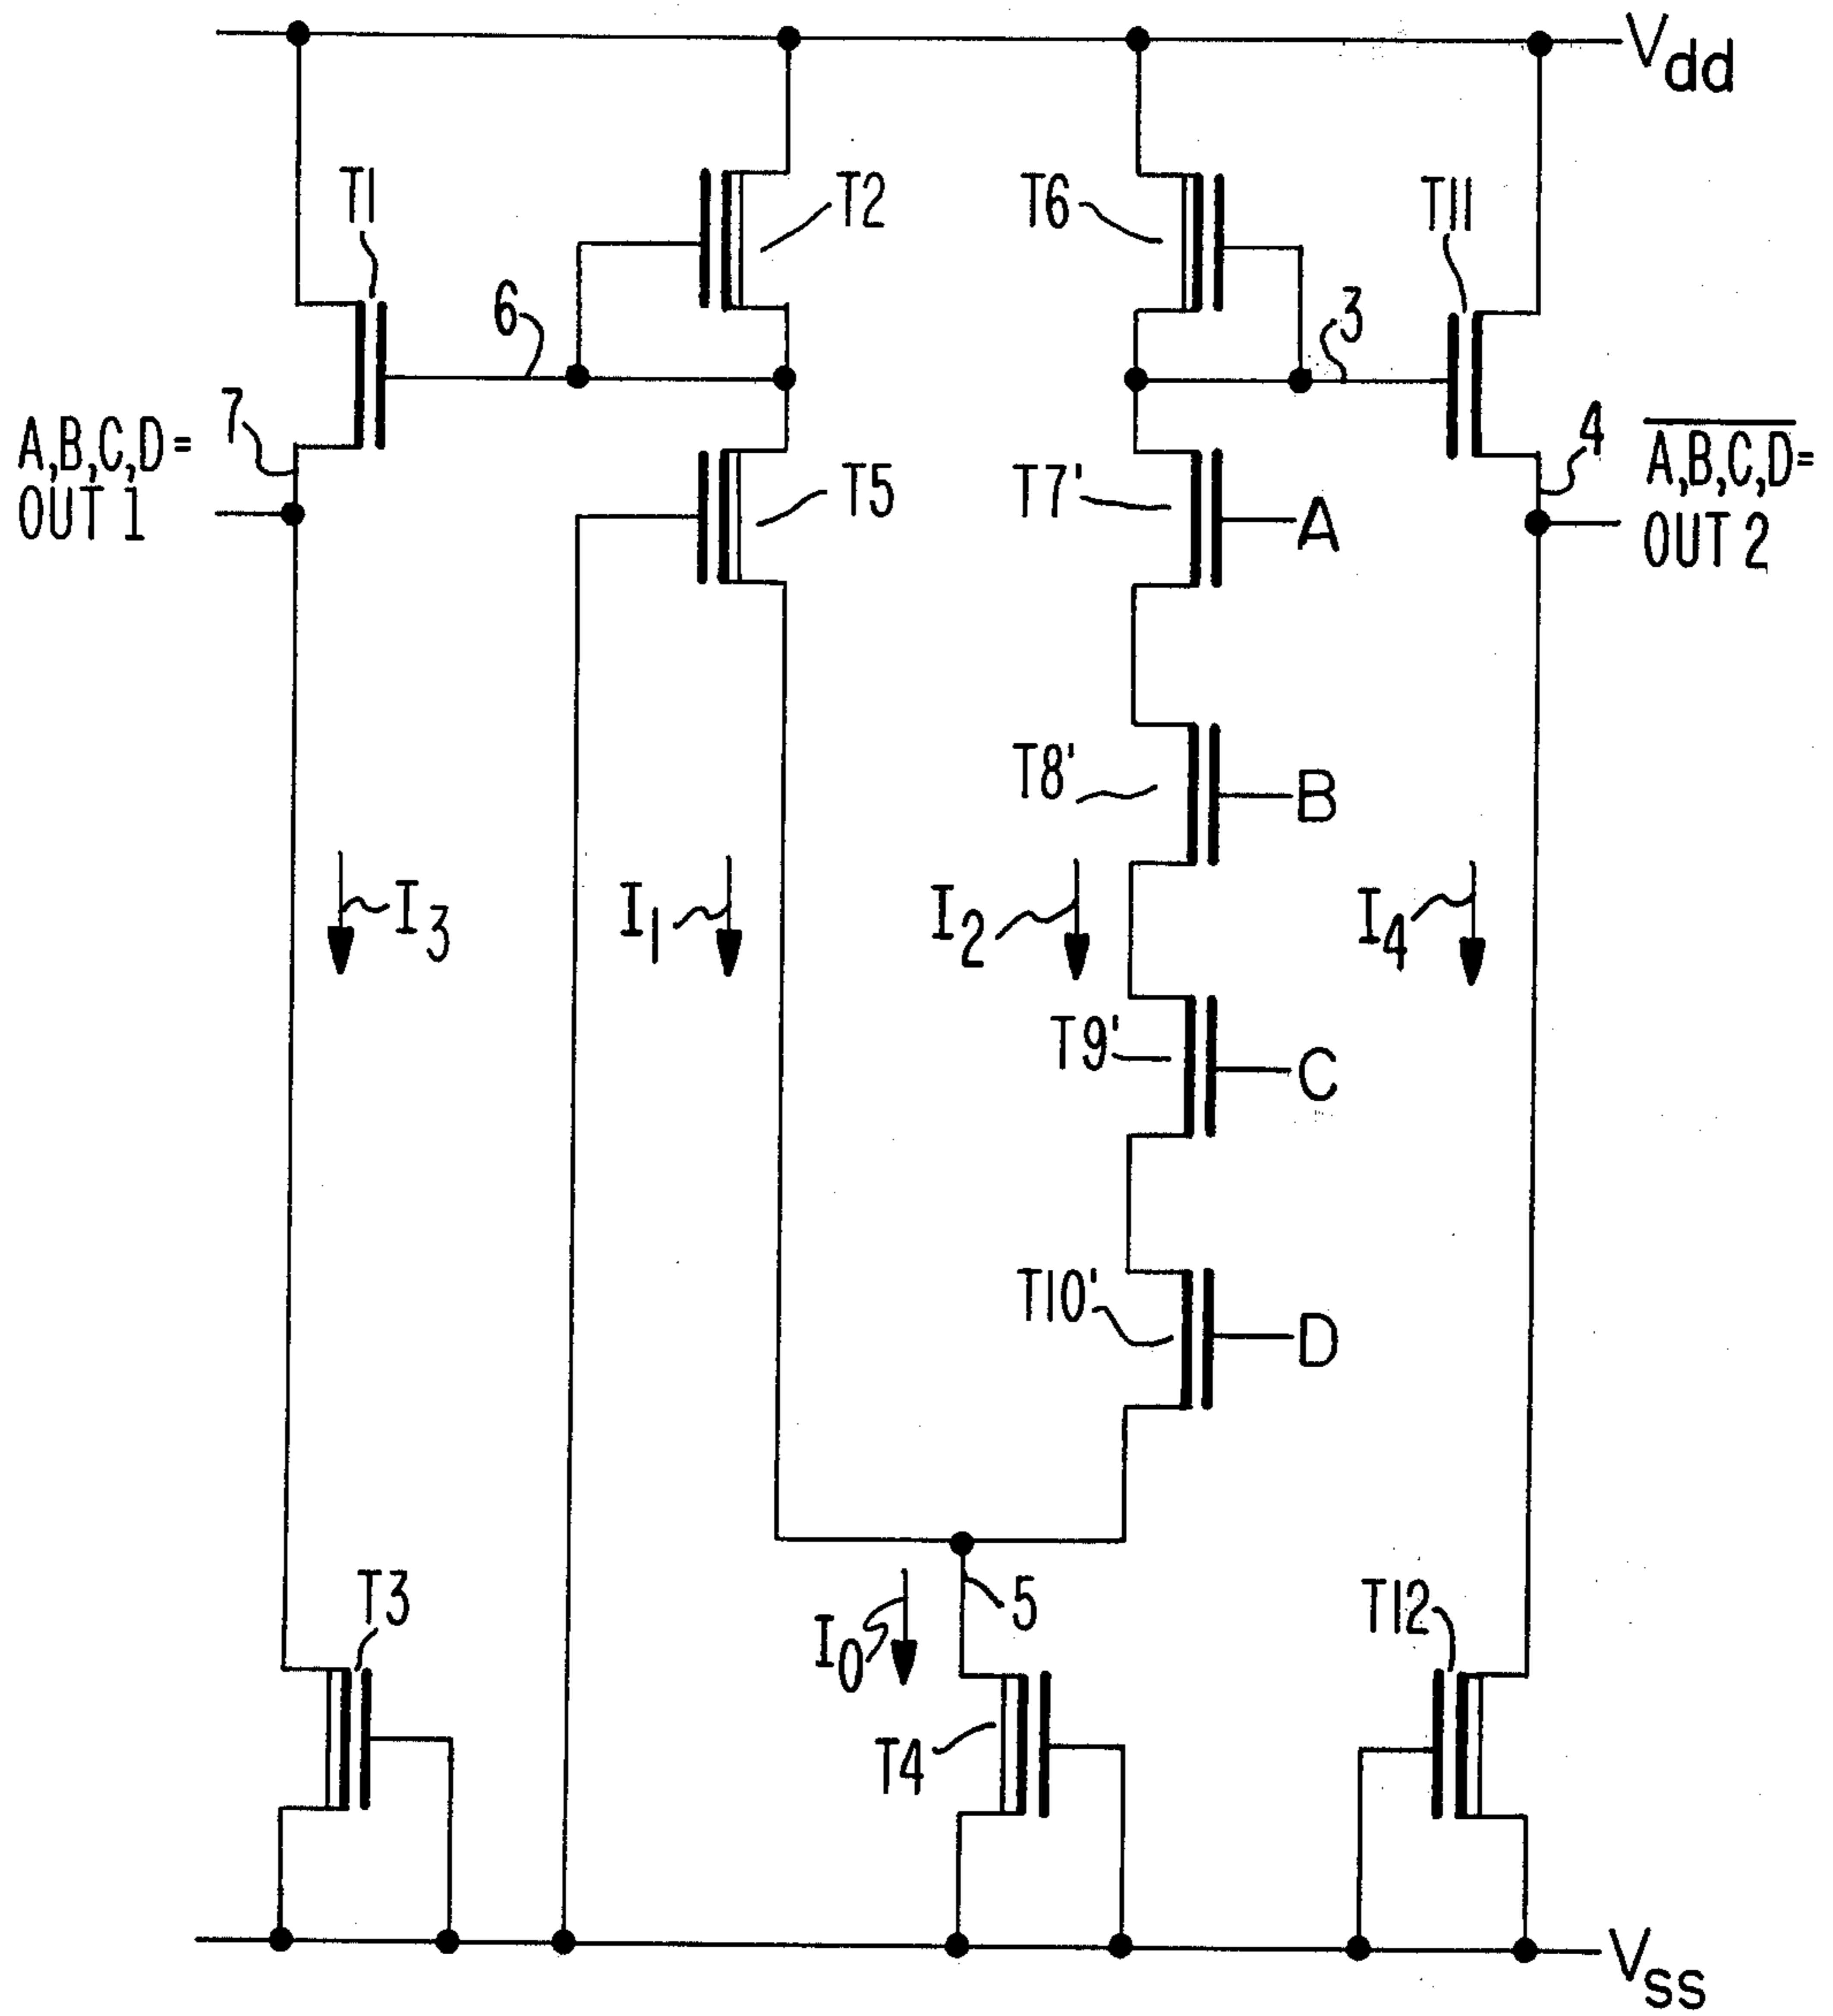 Vdd
T1
T2
T6
T11
6
3
7
4
A,B,C,D=
OUT 1
T5
T7'
A
A,B,C,D=
OUT 2
T8'
B
I3
I1
I2
I4
T9'
C
T10'
D
T3
I0
5
T12
T4
Vss